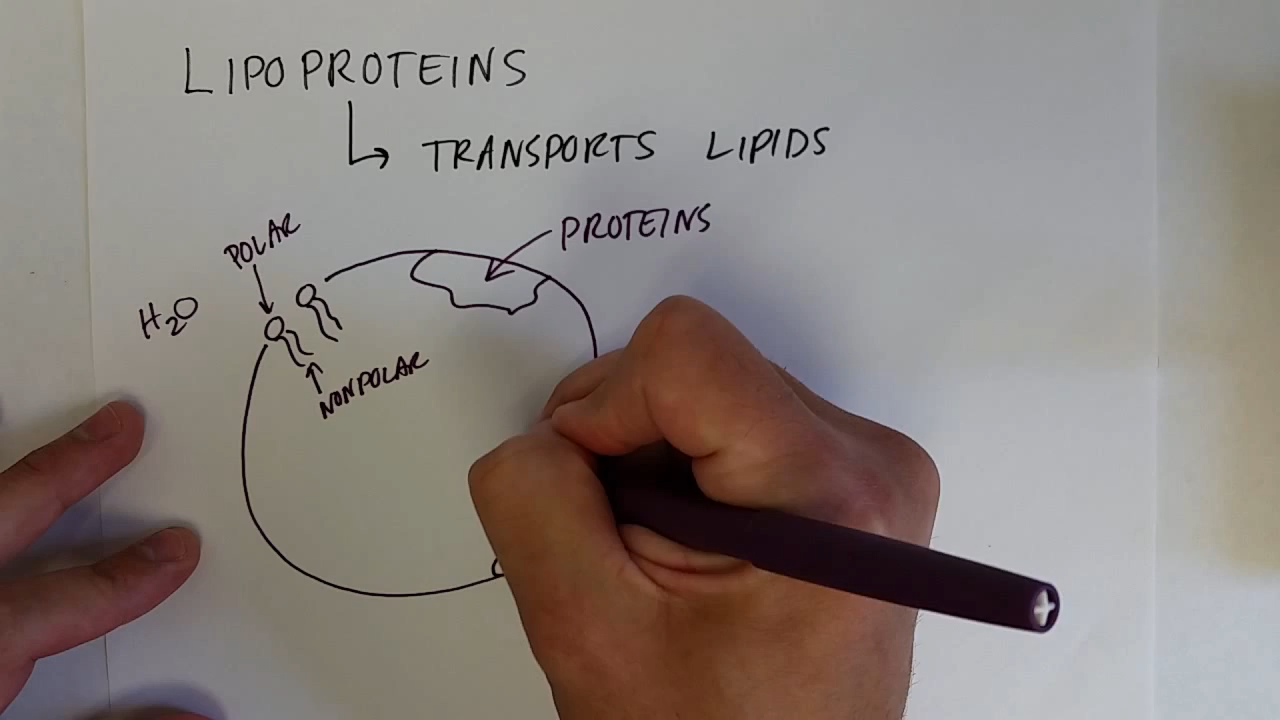 LIPOPROTEINS
TRANSPORTS LIPIDS
PROTEINS
POLAR
H2O
NONPOLAR